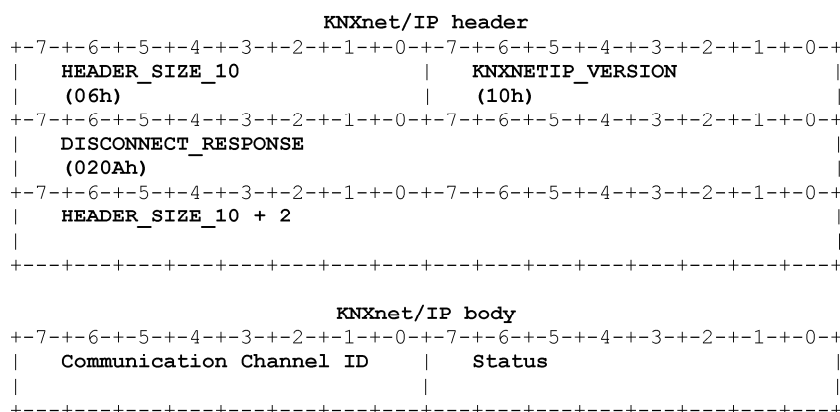 KNXnet/IP header
+-7-+-6-+-5-+-4-+-3-+-2-+-1-+-0-+-7-+-6-+-5-+-4-+-3-+-2-+-1-+-0-+
| HEADER_SIZE_10 | KNXNETIP_VERSION |
| (06h) | (10h) |
+-7-+-6-+-5-+-4-+-3-+-2-+-1-+-0-+-7-+-6-+-5-+-4-+-3-+-2-+-1-+-0-+
| DISCONNECT_RESPONSE |
| (020Ah) |
+-7-+-6-+-5-+-4-+-3-+-2-+-1-+-0-+-7-+-6-+-5-+-4-+-3-+-2-+-1-+-0-+
| HEADER_SIZE_10 + 2 |
| |
+---+---+---+---+---+---+---+---+---+---+---+---+---+---+---+---+
KNXnet/IP body
+-7-+-6-+-5-+-4-+-3-+-2-+-1-+-0-+-7-+-6-+-5-+-4-+-3-+-2-+-1-+-0-+
| Communication Channel ID | Status |
| | |
+---+---+---+---+---+---+---+---+---+---+---+---+---+---+---+---+